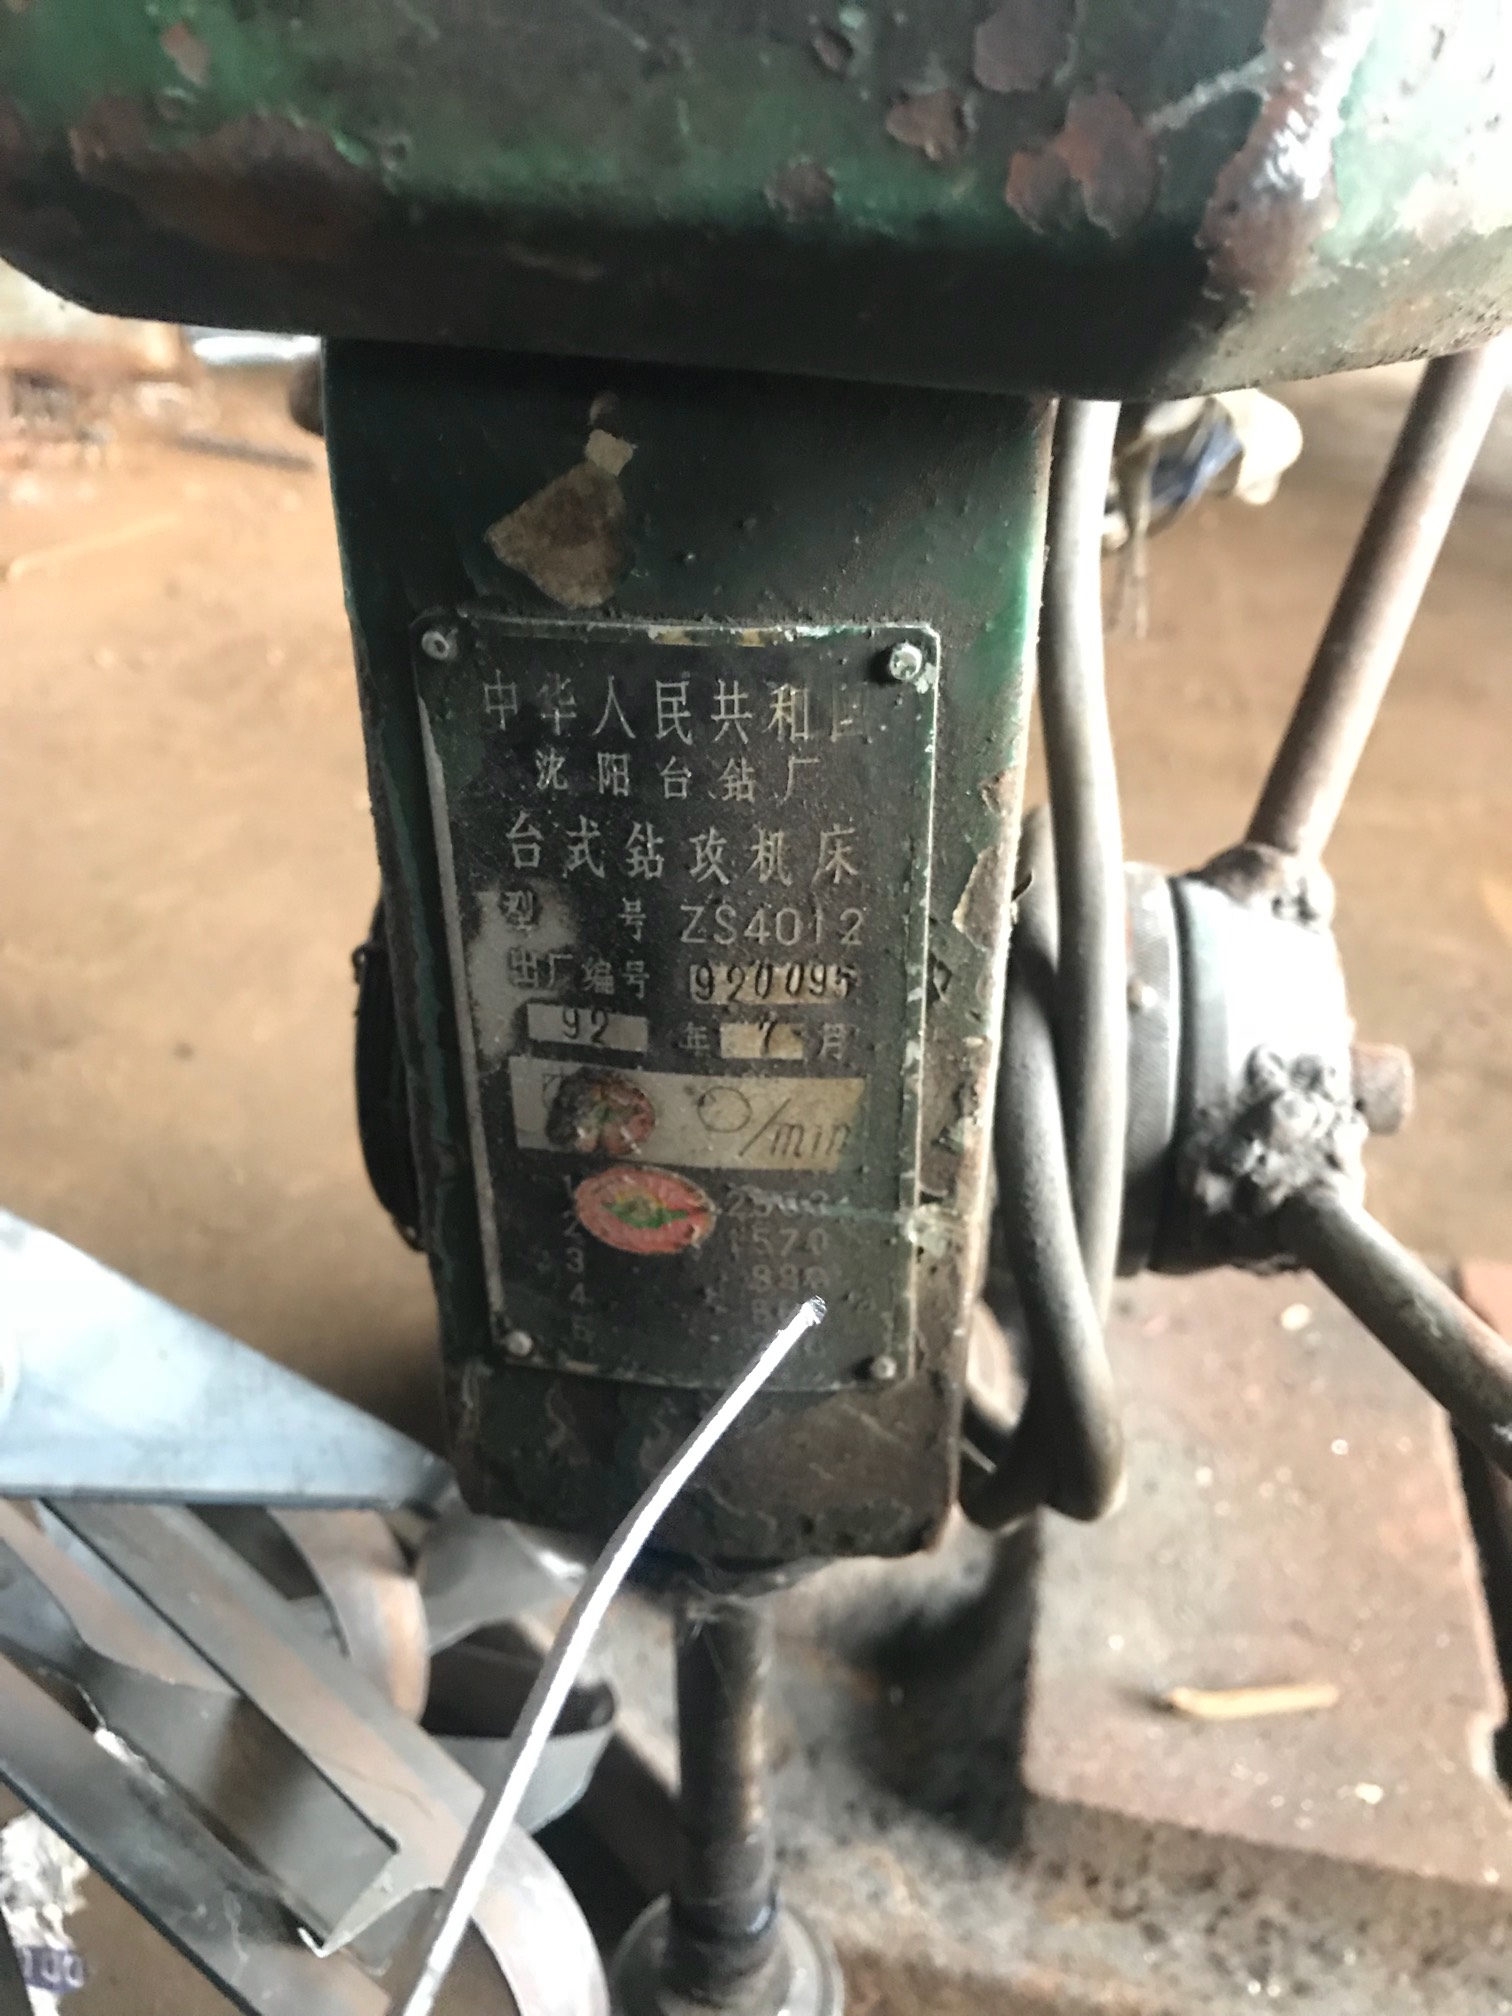 中华人民共和国
沈阳台钻厂
台式钻攻机床
型号 ZS4012
出厂编号 920095
92 年 7 月
/min
1
2 1570
3
4
5